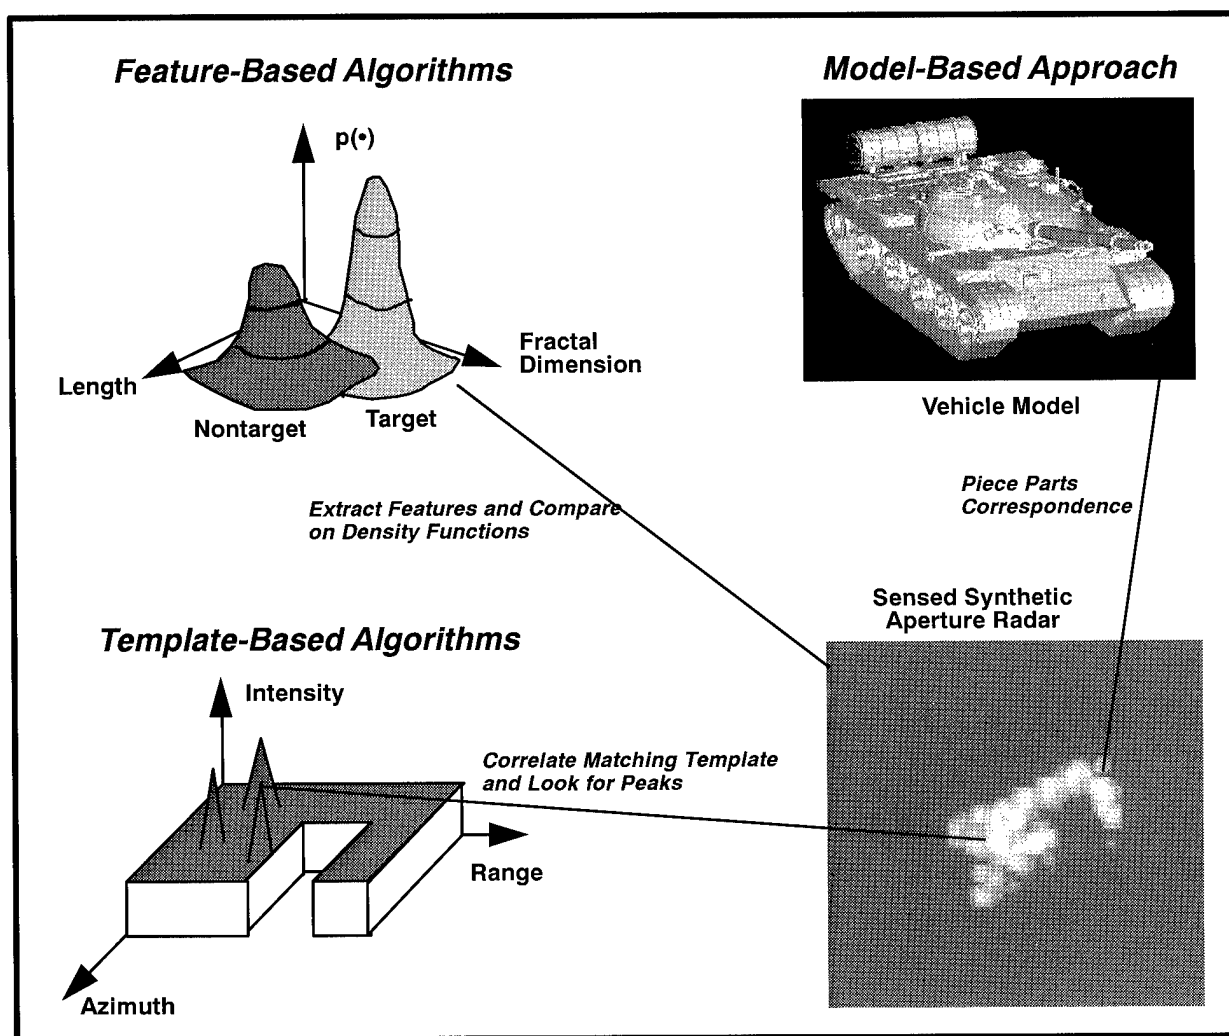 Feature-Based Algorithms
p(•)
Length
Fractal
Dimension
Nontarget
Target
Extract Features and Compare
on Density Functions
Model-Based Approach
Vehicle Model
Piece Parts
Correspondence
Sensed Synthetic
Aperture Radar
Template-Based Algorithms
Intensity
Correlate Matching Template
and Look for Peaks
Range
Azimuth